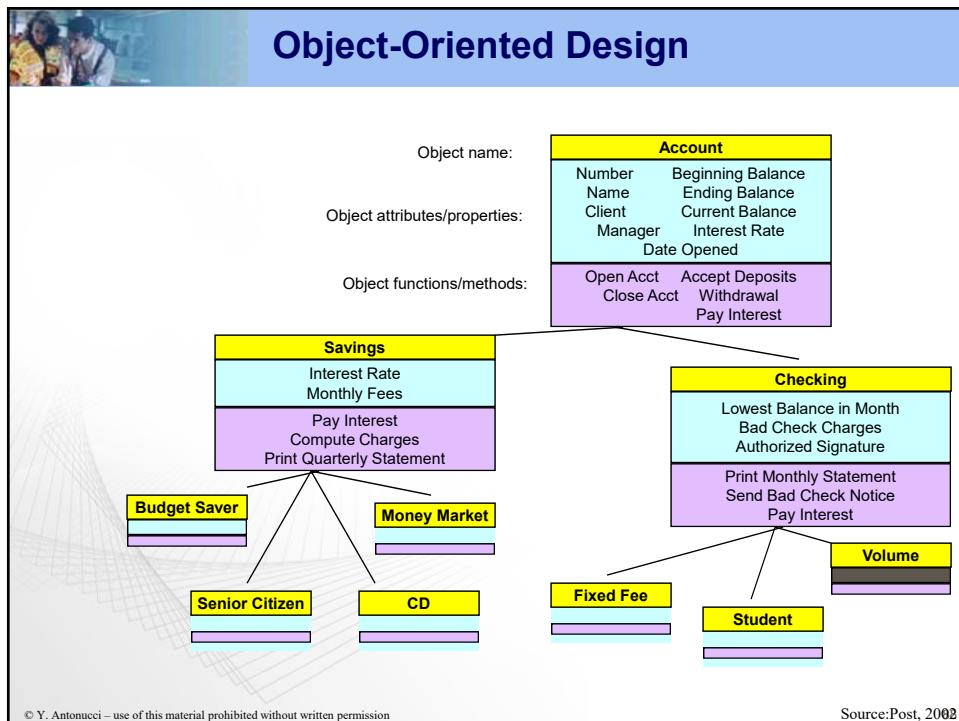 Object-Oriented Design
Object name:
Account
Object attributes/properties:
Number Beginning Balance
Name Ending Balance
Client Current Balance
Manager Interest Rate
Date Opened
Object functions/methods:
Open Acct Accept Deposits
Close Acct Withdrawal
Pay Interest
Savings
Interest Rate
Monthly Fees
Pay Interest
Compute Charges
Print Quarterly Statement
Checking
Lowest Balance in Month
Bad Check Charges
Authorized Signature
Print Monthly Statement
Send Bad Check Notice
Pay Interest
Budget Saver
Money Market
Senior Citizen
CD
Volume
Fixed Fee
Student
© Y. Antonucci – use of this material prohibited without written permission
Source:Post,